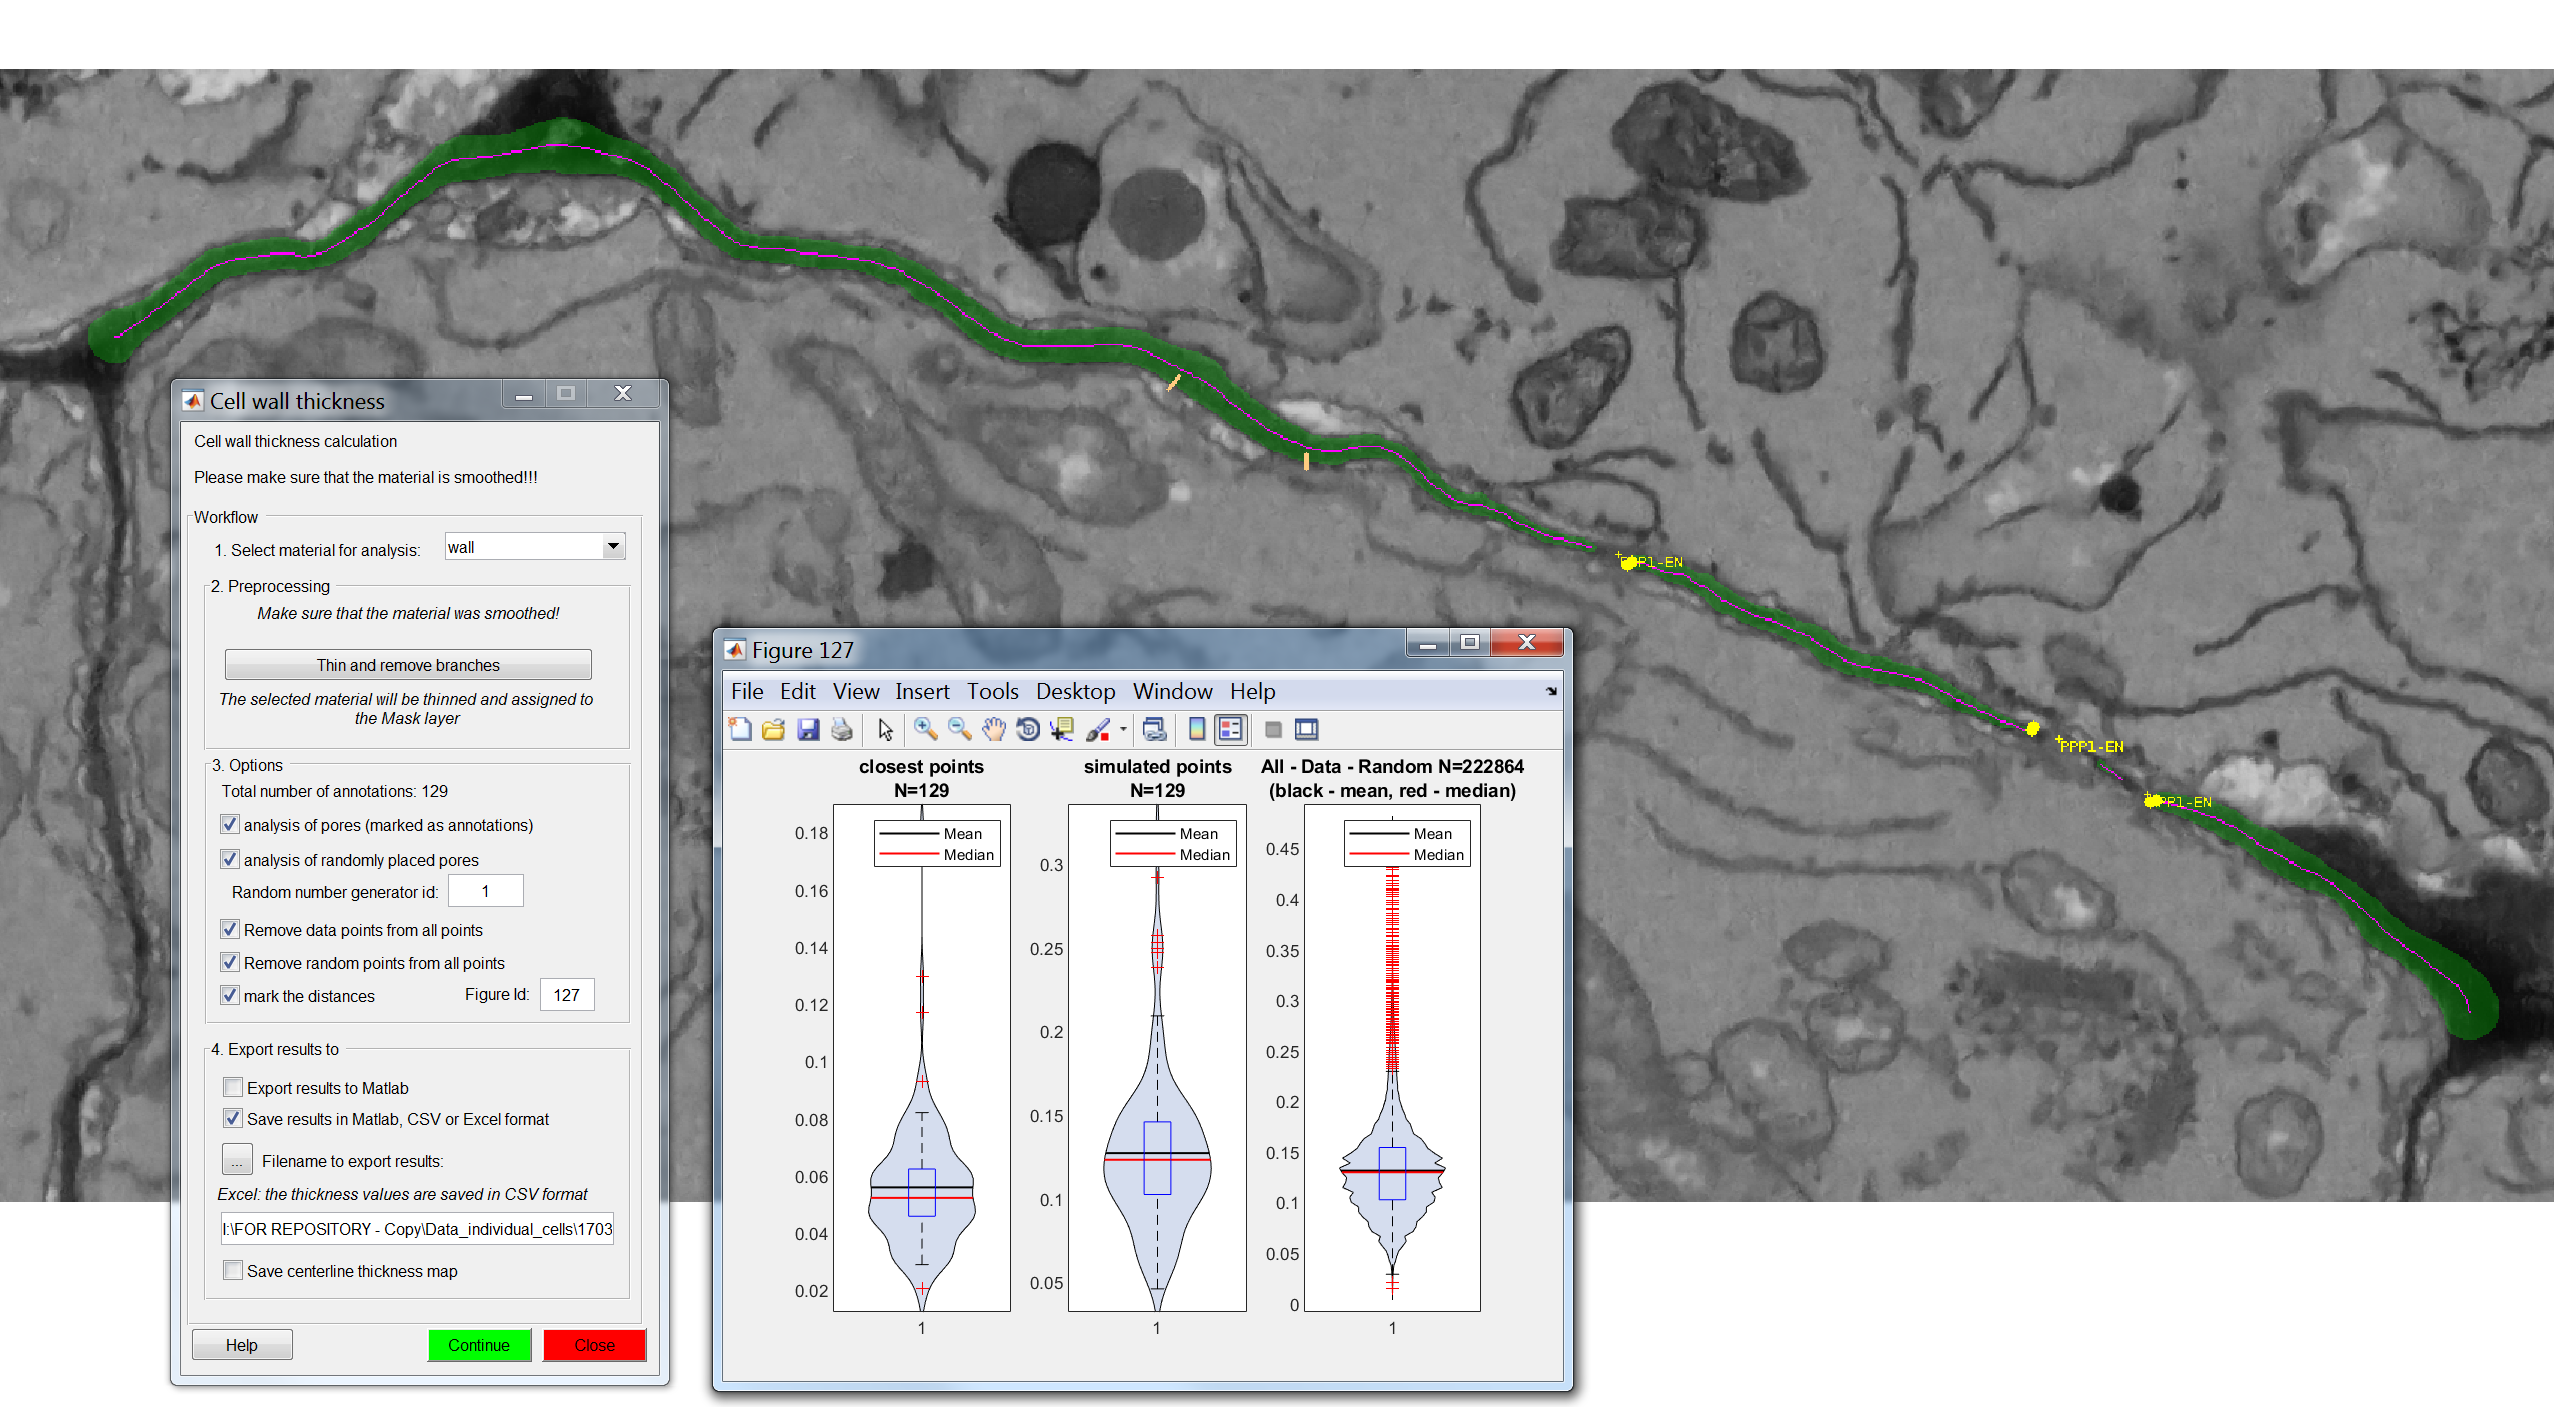 Cell wall thickness
Cell wall thickness calculation
Please make sure that the material is smoothed!!!
Workflow
1. Select material for analysis:
wall
2. Preprocessing
Make sure that the material was smoothed!
Thin and remove branches
The selected material will be thinned and assigned to
the Mask layer
3. Options
Total number of annotations: 129
analysis of pores (marked as annotations)
analysis of randomly placed pores
Random number generator id:
1
Remove data points from all points
Remove random points from all points
mark the distances
Figure Id:
127
4. Export results to
Export results to Matlab
Save results in Matlab, CSV or Excel format
...
Filename to export results:
Excel: the thickness values are saved in CSV format
I:\FOR REPOSITORY - Copy\Data_individual_cells\1703
Save centerline thickness map
Help
Continue
Close
Figure 127
File Edit View Insert Tools Desktop Window Help
closest points
N=129
Mean
Median
0.18
0.16
0.14
0.12
0.1
0.08
0.06
0.04
0.02
1
simulated points
N=129
Mean
Median
0.3
0.25
0.2
0.15
0.1
0.05
1
All - Data - Random N=222864
(black - mean, red - median)
Mean
Median
0.45
0.4
0.35
0.3
0.25
0.2
0.15
0.1
0.05
0
1
PPP1-EN